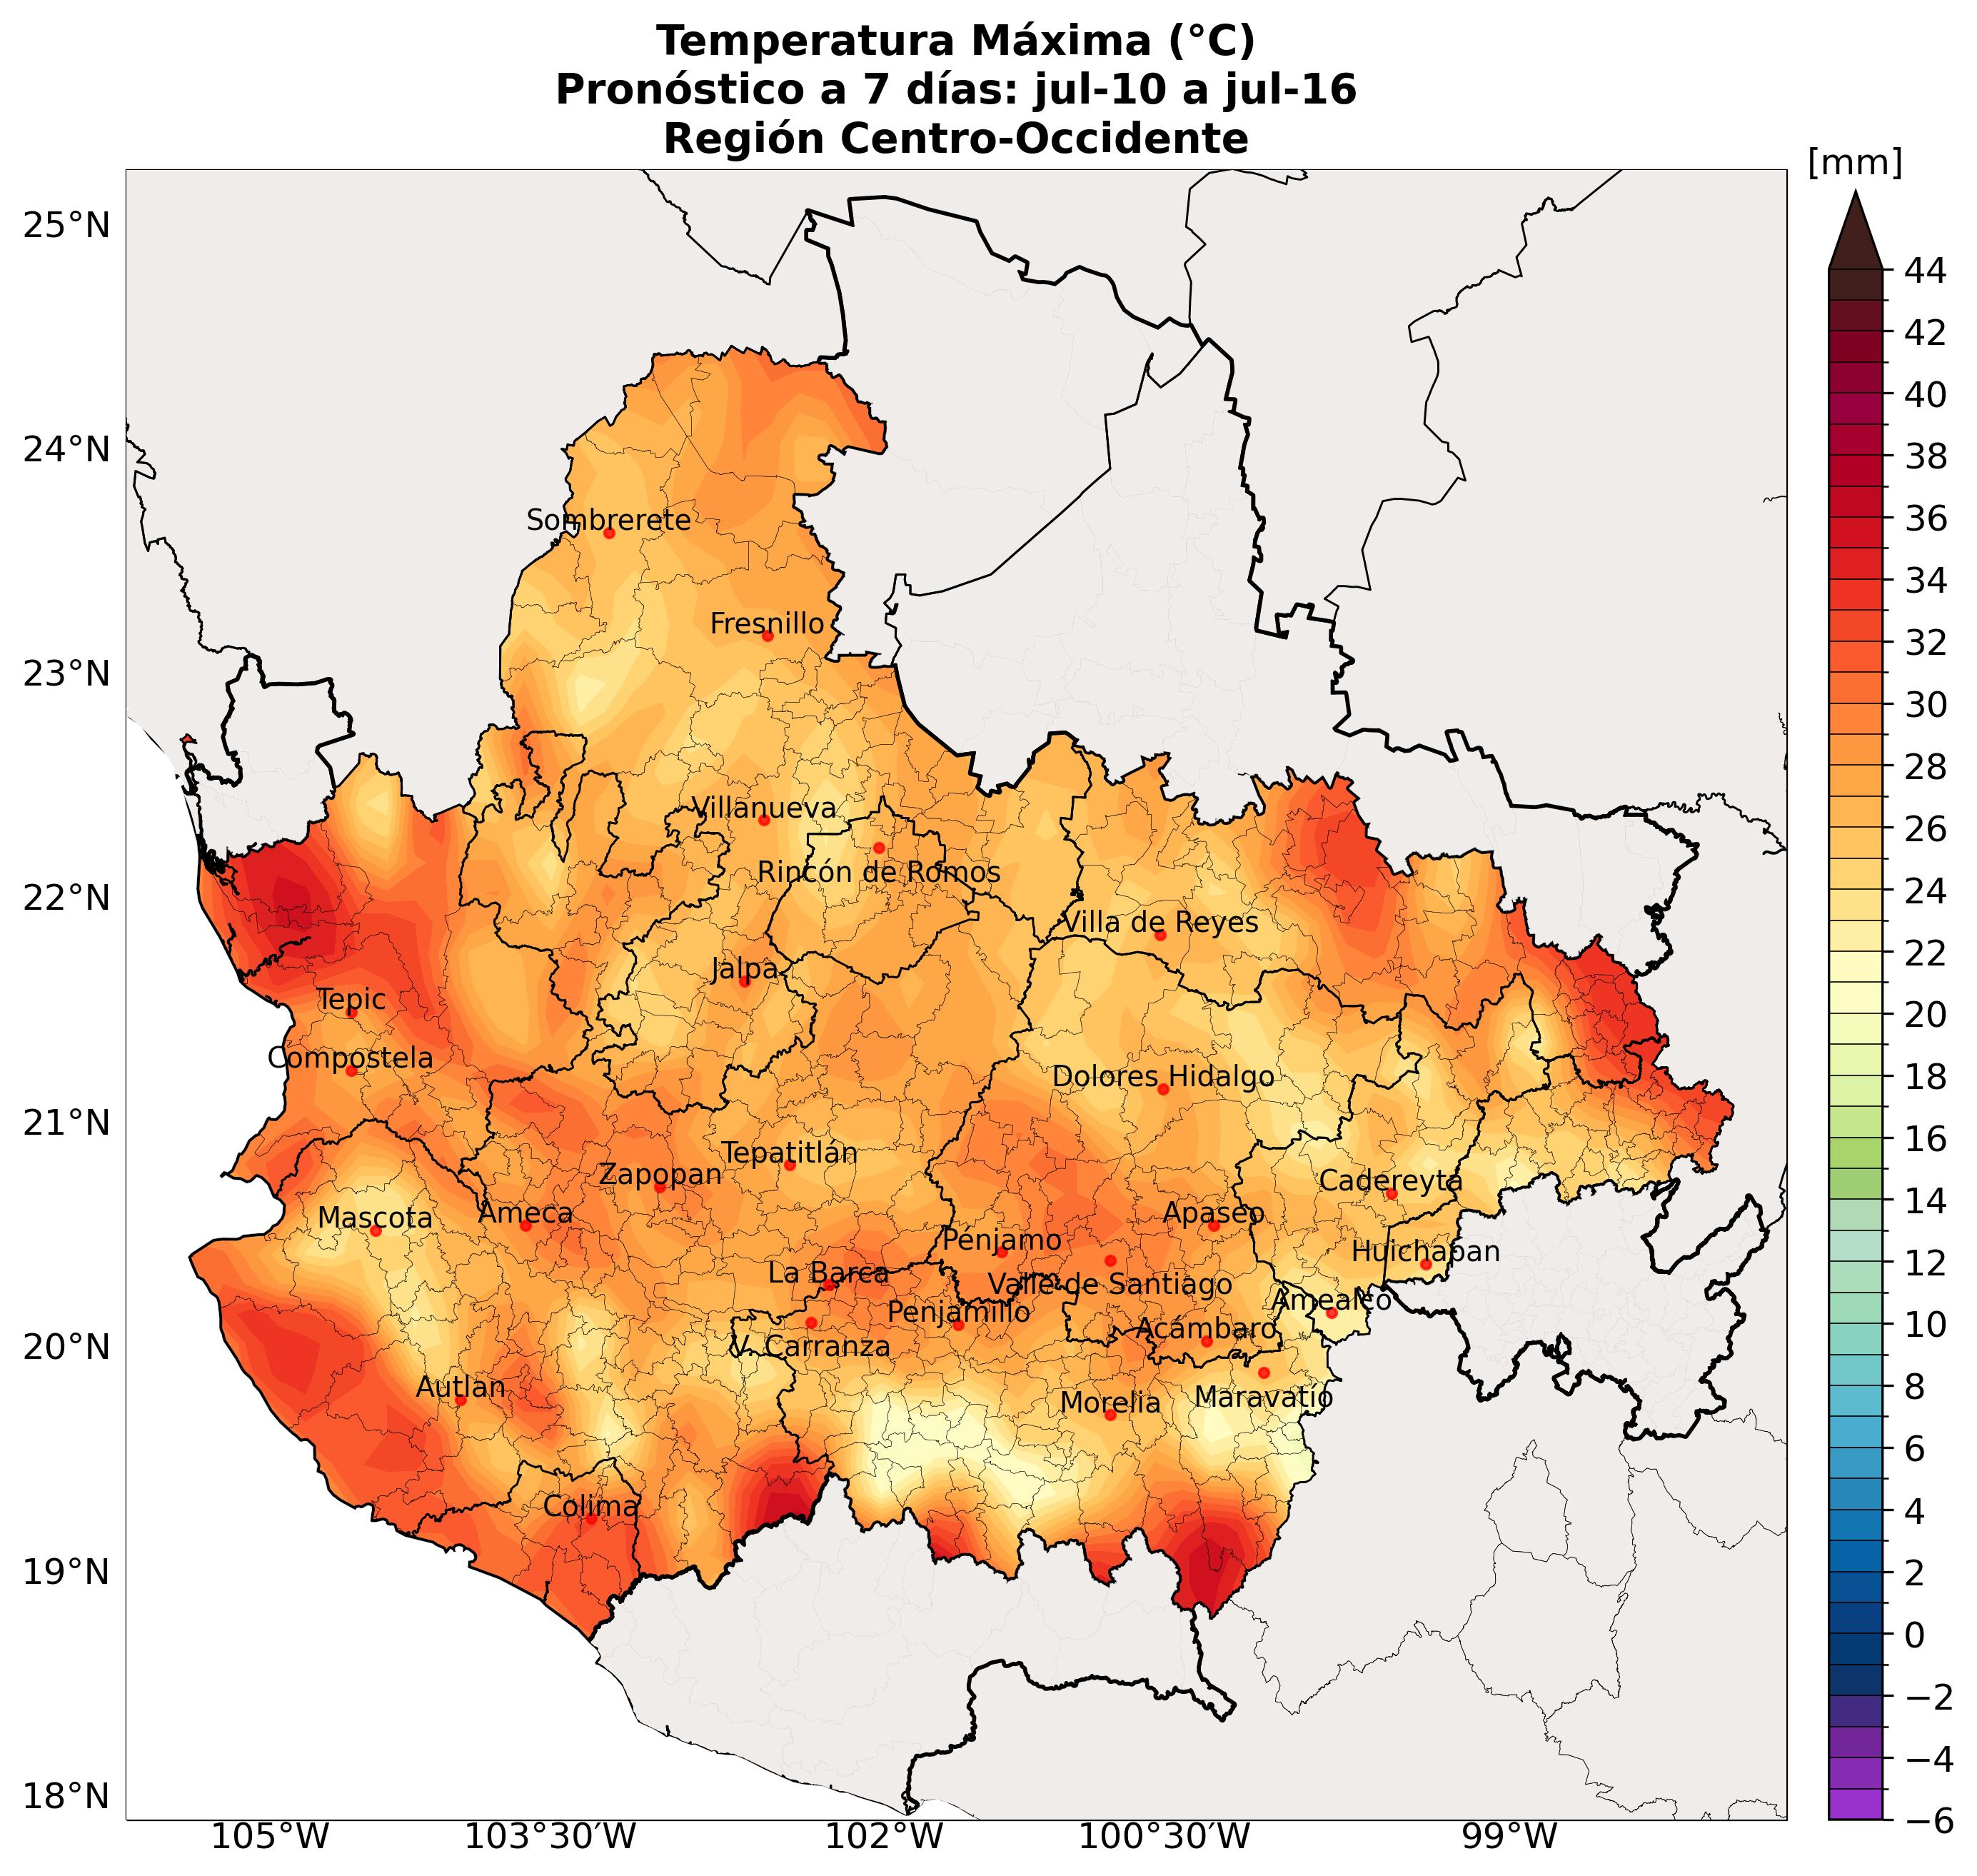 Temperatura Máxima (°C)
Pronóstico a 7 días: jul-10 a jul-16
Región Centro-Occidente
[mm]
25°N
24°N
23°N
22°N
21°N
20°N
19°N
18°N
Sombrerete
Fresnillo
Villanueva
Rincón de Romos
Villa de Reyes
Jalpa
Tepic
Compostela
Dolores Hidalgo
Tepatitlán
Zapopan
Cadereyta
Mascota
Ameca
Apaseo
Pénjamo
Huichapan
La Barca
Valle de Santiago
Amealco
Penjamillo
Acámbaro
V. Carranza
Autlan
Maravatío
Morelia
Colima
105°W
103°30′W
102°W
100°30′W
99°W
44
42
40
38
36
34
32
30
28
26
24
22
20
18
16
14
12
10
8
6
4
2
0
−2
−4
−6